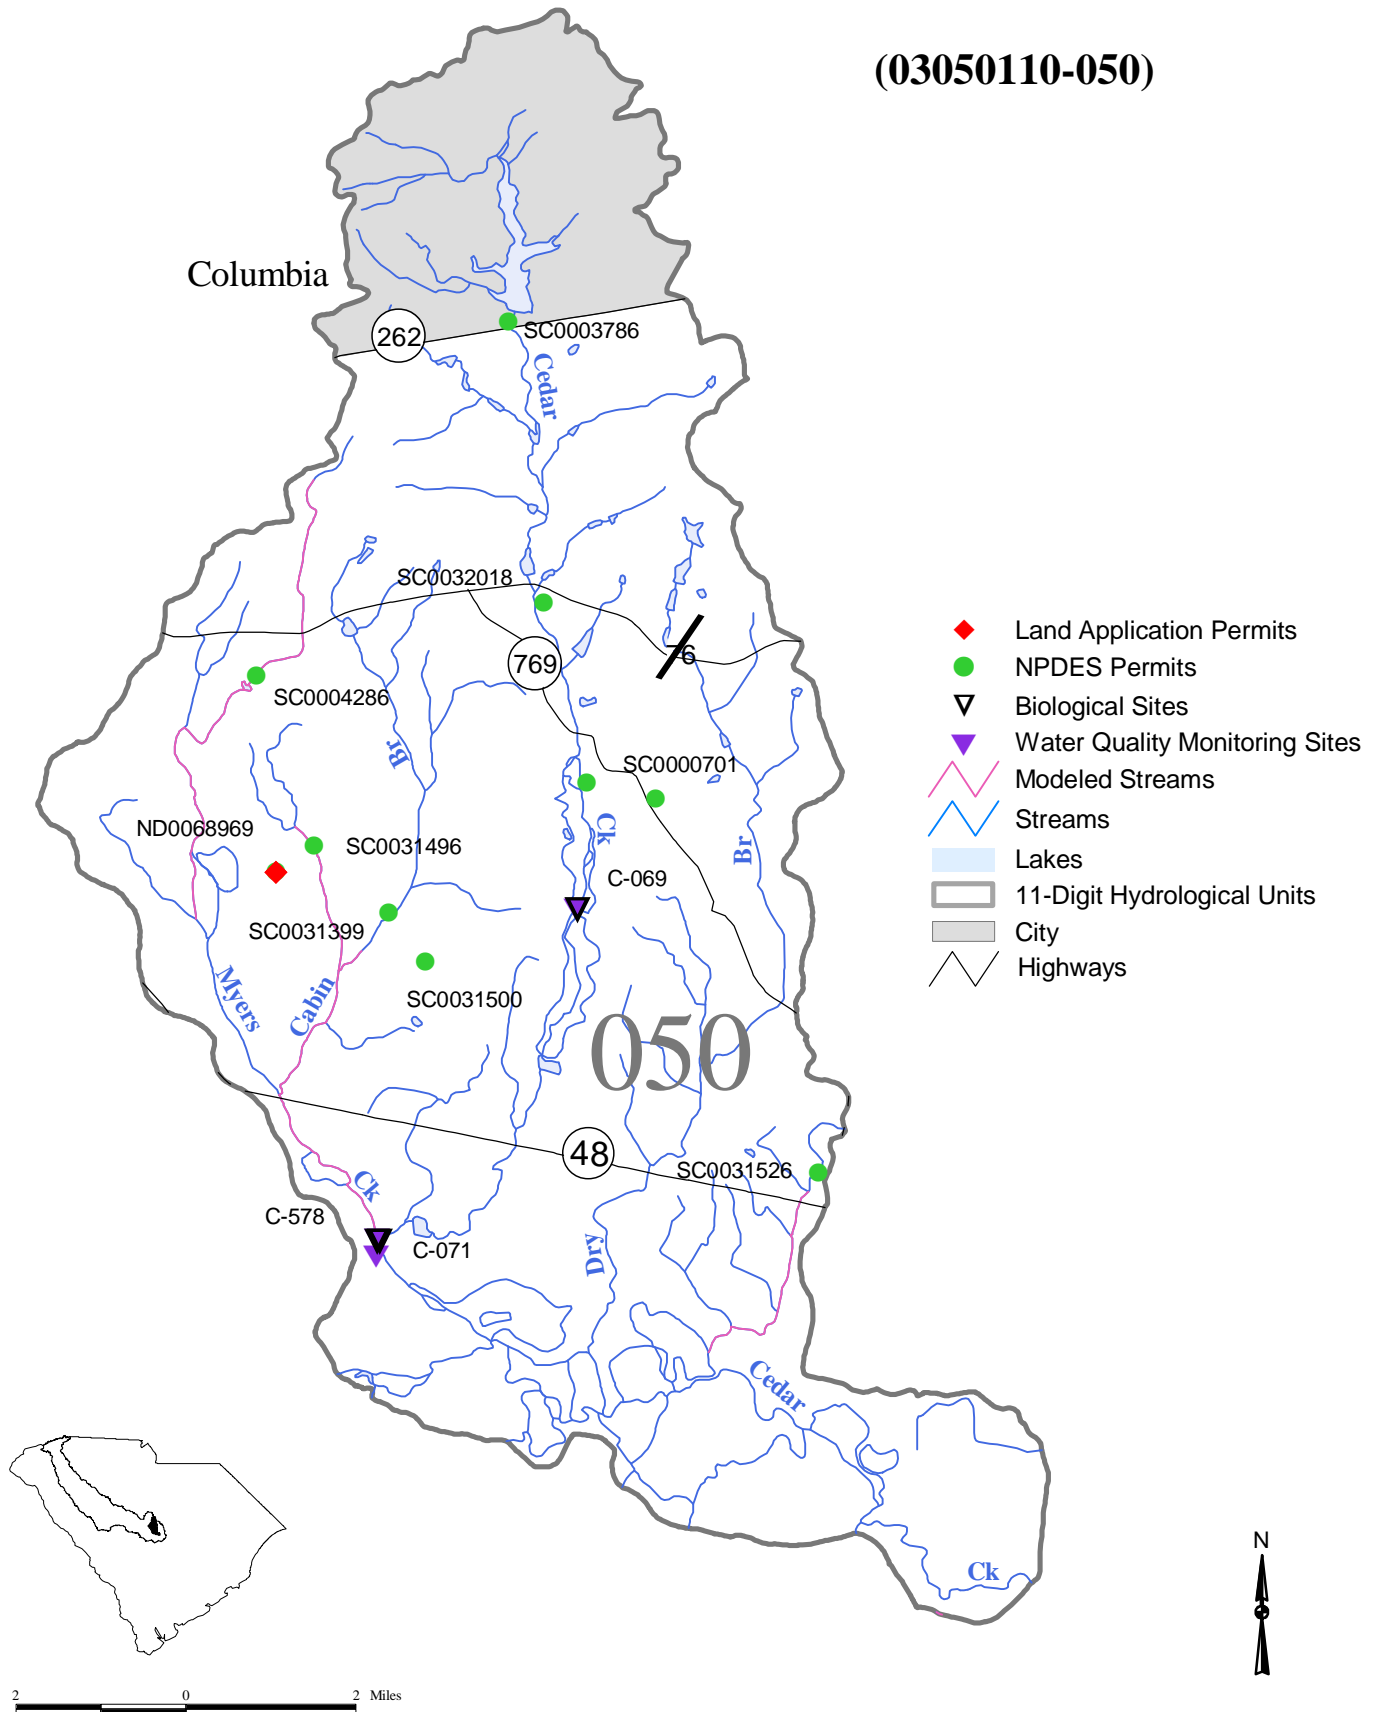 (03050110-050)
Columbia
262
SC0003786
Cedar
SC0032018
769
76
SC0004286
Br
SC0000701
ND0068969
SC0031496
Ck
Br
C-069
SC0031399
Myers
Cabin
SC0031500
050
48
SC0031526
Ck
C-578
C-071
Dry
Cedar
Ck
Land Application Permits
NPDES Permits
Biological Sites
Water Quality Monitoring Sites
Modeled Streams
Streams
Lakes
11-Digit Hydrological Units
City
Highways
N
2 0 2 Miles